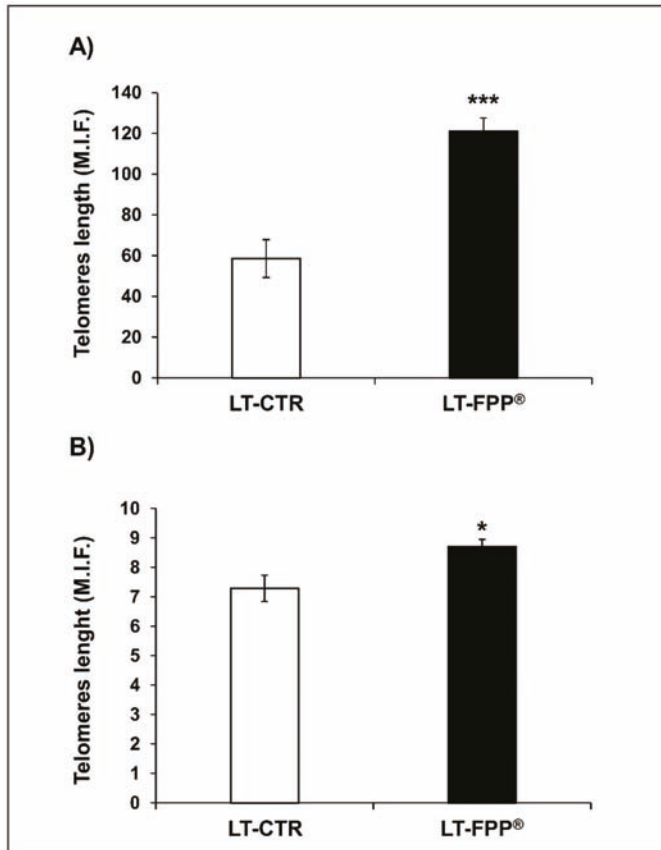 A)
Telomeres length (M.I.F.)
140
120
100
80
60
40
20
0
***
LT-CTR
LT-FPP®
B)
Telomeres lenght (M.I.F.)
10
9
8
7
6
5
4
3
2
1
0
*
LT-CTR
LT-FPP®